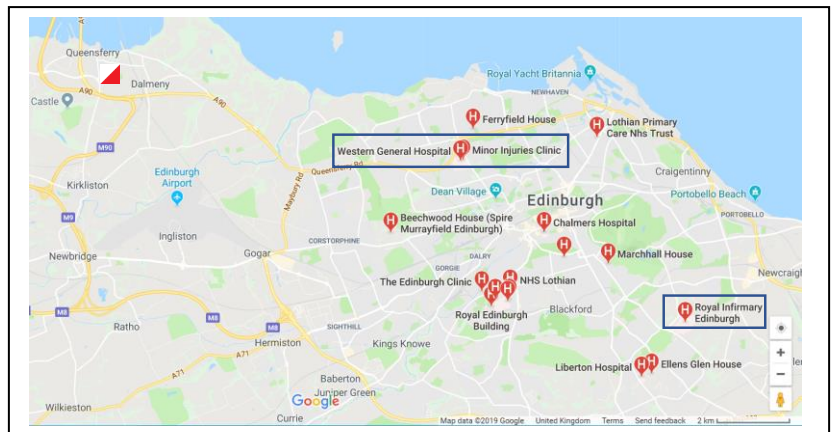 Queensferry
Dalmeny
A90
A90
Castle
Royal Yacht Britannia
NEWHAVEN
H Ferryfield House
H Lothian Primary
Care Nhs Trust
Western General Hospital H Minor Injuries Clinic
M90
Queensferry Rd
Maybury Rd
Craigentinny
Kirkliston
Edinburgh
Airport
Dean Village
Edinburgh
Portobello Beach
PORTOBELLO
M9
H Beechwood House (Spire
Murrayfield Edinburgh)
H Chalmers Hospital
Ingliston
CORSTORPHINE
H
H Marchhall House
Newbridge
Gogar
DALRY
GORGIE
Newcraigh
The Edinburgh Clinic H
H NHS Lothian
H H H
M8
Royal Edinburgh
Building
Blackford
H Royal Infirmary
Edinburgh
Ratho
M8
M8
SIGHTHILL
Hermiston
Kings Knowe
A71
A71
Liberton Hospital H H Ellens Glen House
Baberton
Juniper Green
Google
Wilkieston
Currie
Map data ©2019 Google United Kingdom Terms Send feedback 2 km